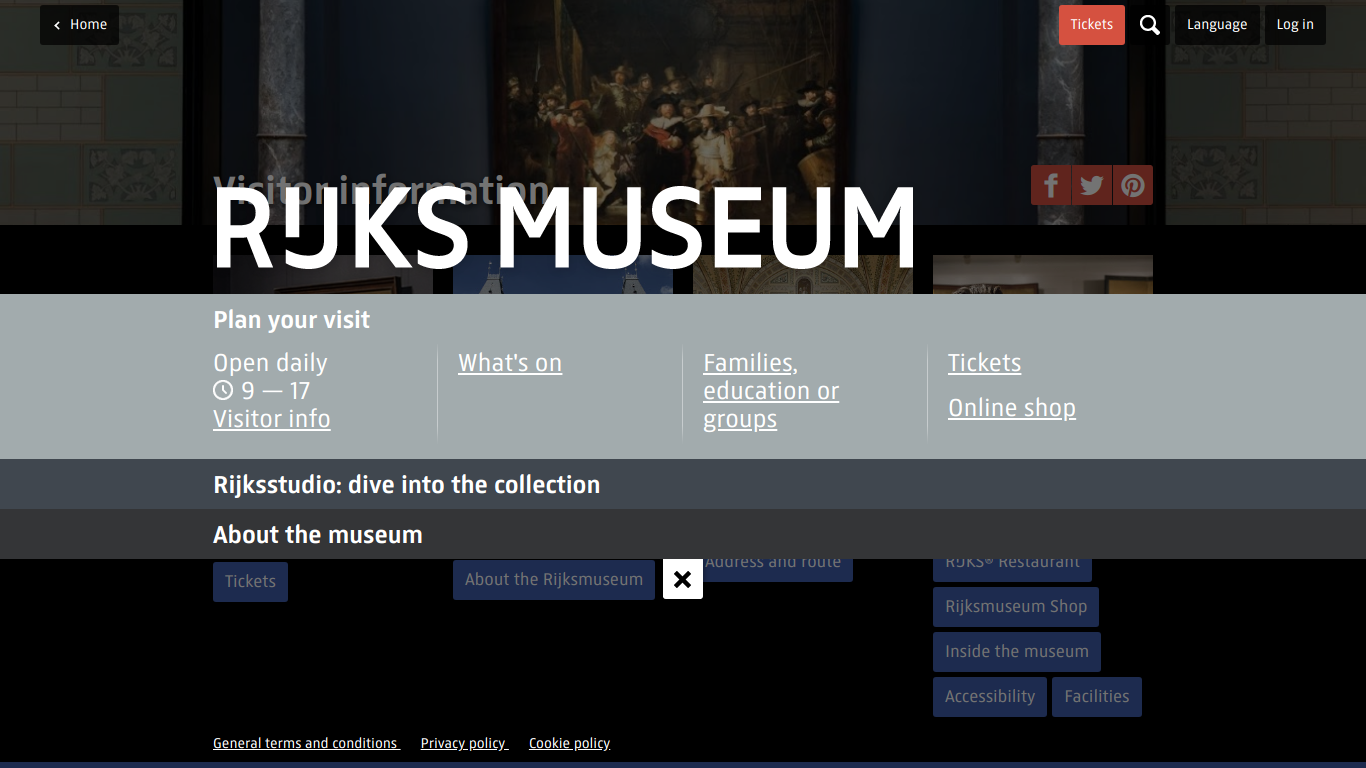 Home
Tickets
Language
Log in
Visitor information
RIJKS MUSEUM
Plan your visit
Open daily
9 — 17
Visitor info
What's on
Families,
education or
groups
Tickets
Online shop
Rijksstudio: dive into the collection
About the museum
Tickets
About the Rijksmuseum
Address and route
RIJKS® Restaurant
Rijksmuseum Shop
Inside the museum
Accessibility
Facilities
General terms and conditions
Privacy policy
Cookie policy